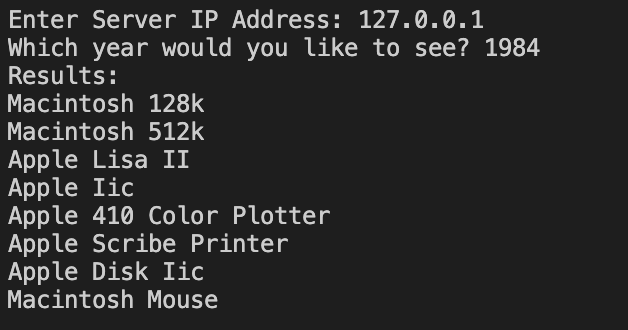 Enter Server IP Address: 127.0.0.1
Which year would you like to see? 1984
Results:
Macintosh 128k
Macintosh 512k
Apple Lisa II
Apple Iic
Apple 410 Color Plotter
Apple Scribe Printer
Apple Disk Iic
Macintosh Mouse